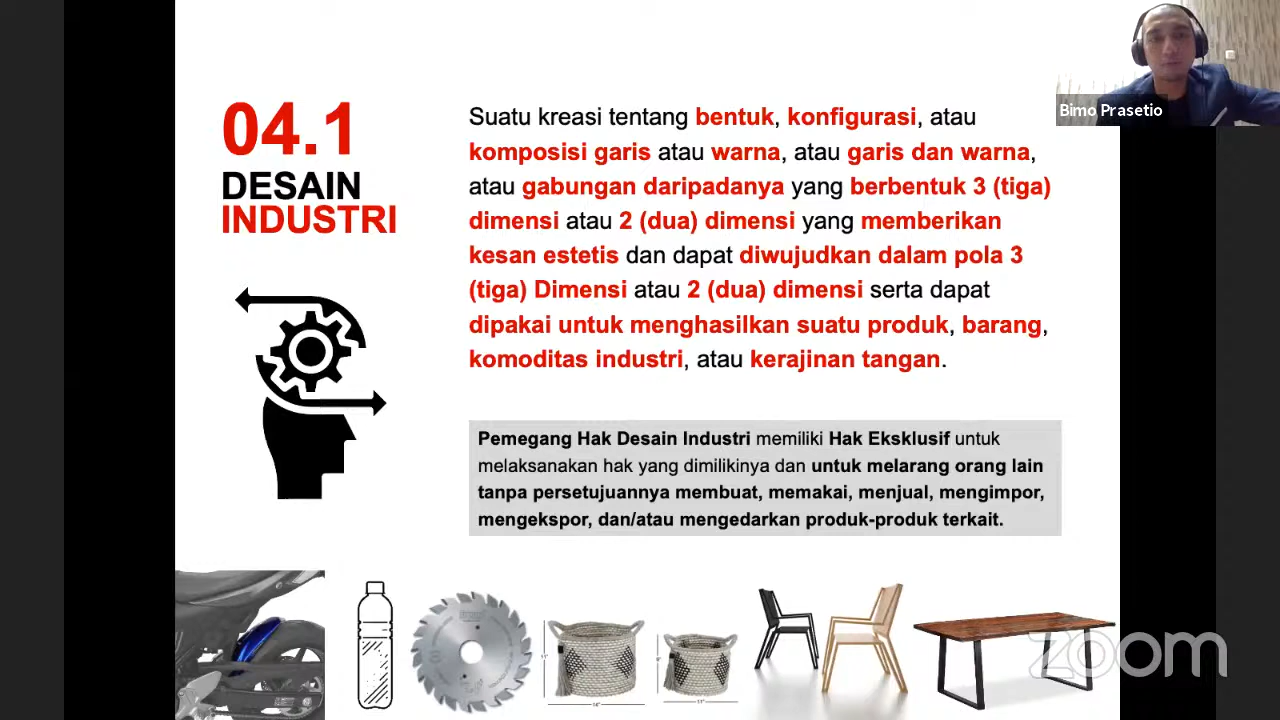 Bimo Prasetio
04.1
DESAIN
INDUSTRI
Suatu kreasi tentang bentuk, konfigurasi, atau
komposisi garis atau warna, atau garis dan warna,
atau gabungan daripadanya yang berbentuk 3 (tiga)
dimensi atau 2 (dua) dimensi yang memberikan
kesan estetis dan dapat diwujudkan dalam pola 3
(tiga) Dimensi atau 2 (dua) dimensi serta dapat
dipakai untuk menghasilkan suatu produk, barang,
komoditas industri, atau kerajinan tangan.
Pemegang Hak Desain Industri memiliki Hak Eksklusif untuk
melaksanakan hak yang dimilikinya dan untuk melarang orang lain
tanpa persetujuannya membuat, memakai, menjual, mengimpor,
mengekspor, dan/atau mengedarkan produk-produk terkait.
zoom